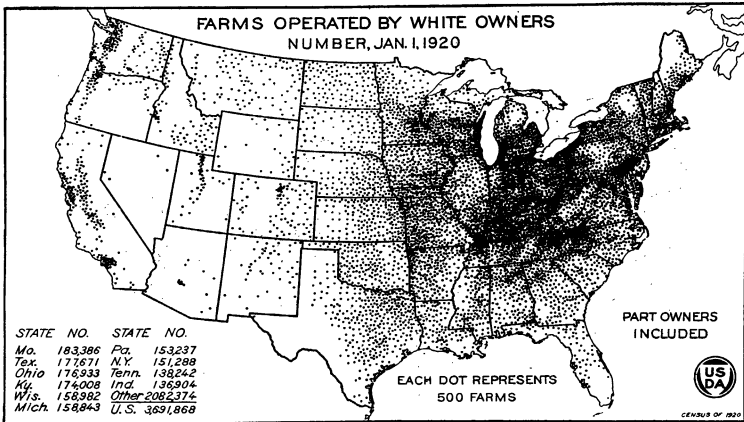 FARMS OPERATED BY WHITE OWNERS
NUMBER, JAN. 1, 1920
STATE NO. STATE NO.
Mo. 183,386 Pa. 153,237
Tex. 177,671 N.Y. 151,288
Ohio 176,933 Tenn. 138,242
Ky. 174,008 Ind. 136,904
Wis. 158,982 Other 2082,374
Mich. 158,843 U.S. 3,691,868
EACH DOT REPRESENTS
500 FARMS
PART OWNERS
INCLUDED
US
DA
CENSUS OF 1920